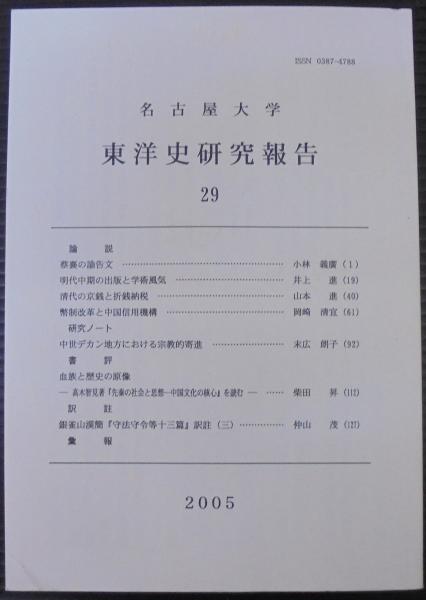 ISSN 0387-4788
名古屋大学
東洋史研究報告
29
論説
蔡襄の諭告文 …… 小林 義廣 (1)
明代中期の出版と学術風気 …… 井上 進 (19)
清代の京銭と折銭納税 …… 山本 進 (40)
幣制改革と中国信用機構 …… 岡崎 清宜 (61)
研究ノート
中世デカン地方における宗教的寄進 …… 末広 朗子 (92)
書評
血族と歴史の原像
― 高木智見著『先秦の社会と思想―中国文化の核心』を読む ― …… 柴田 昇 (112)
訳註
銀雀山漢簡『守法守令等十三篇』訳註 (三) …… 仲山 茂 (127)
彙報
2005